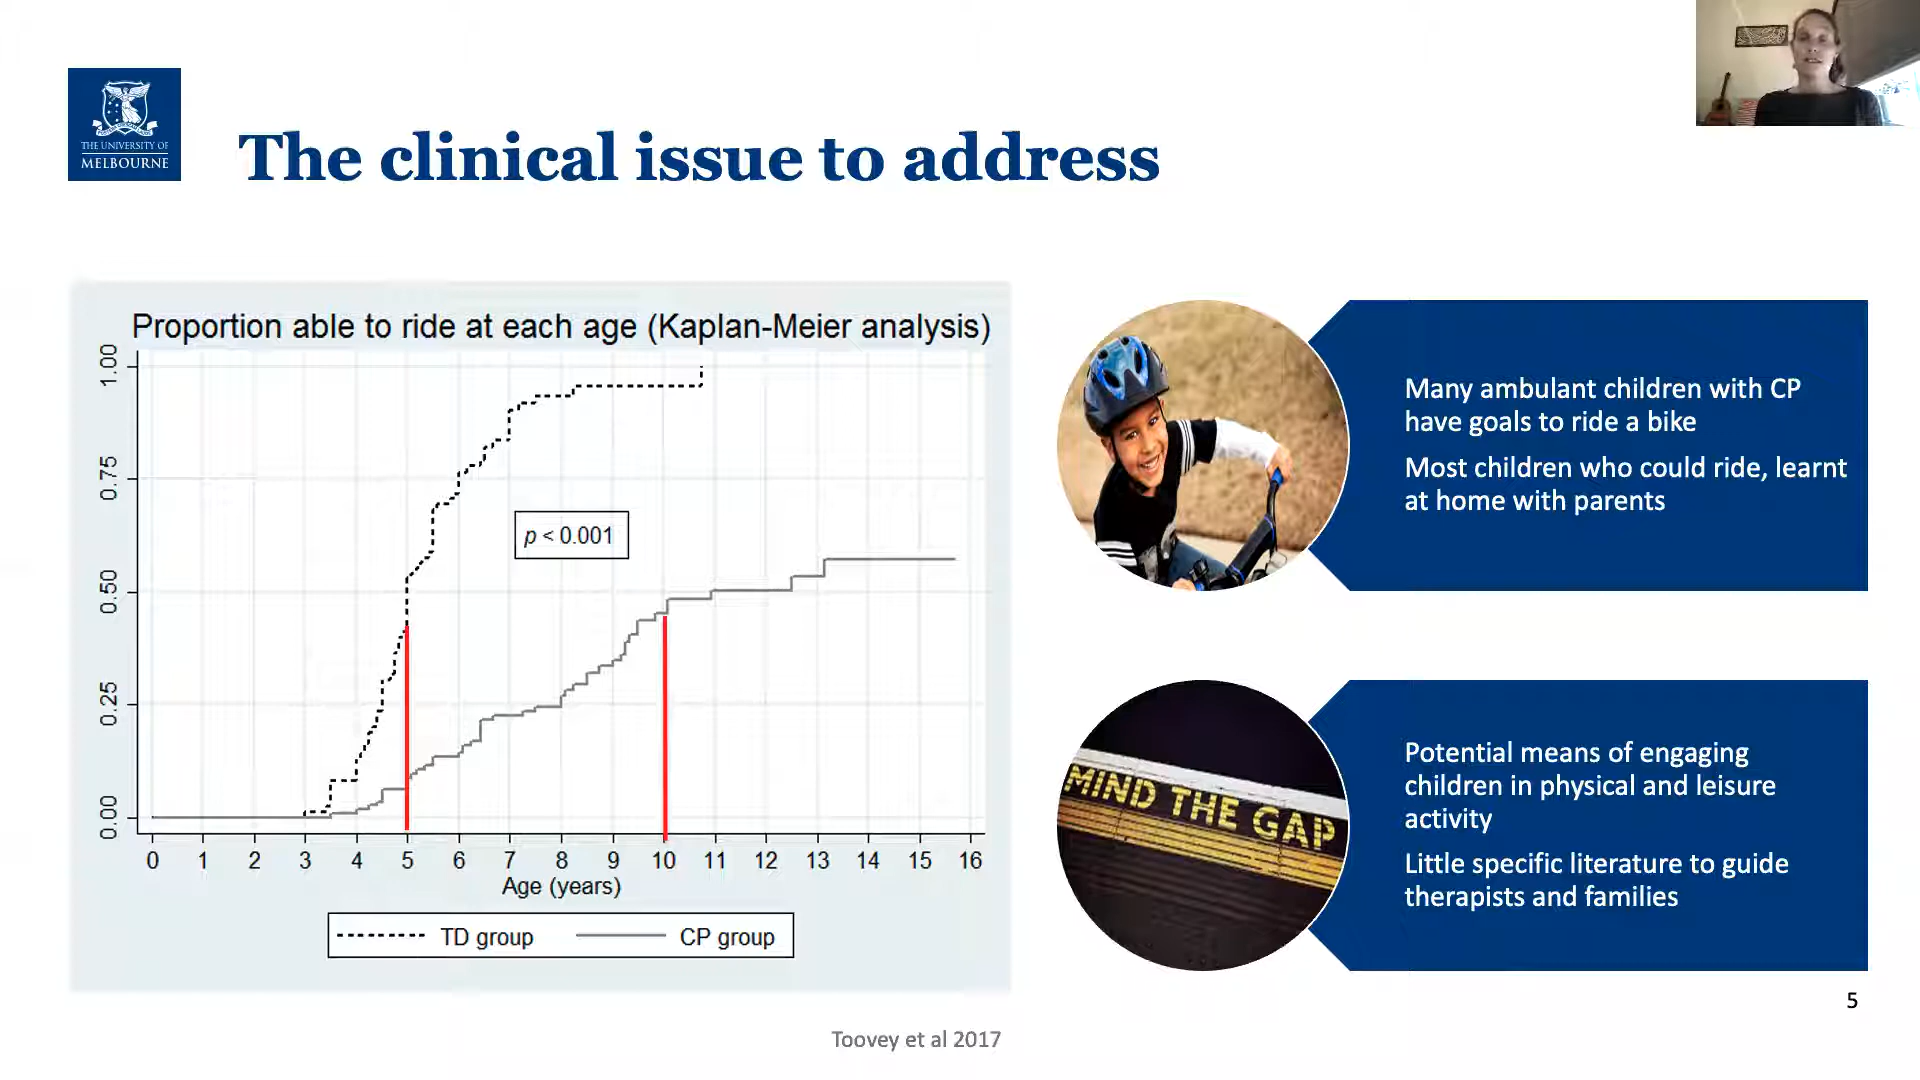 THE UNIVERSITY OF
MELBOURNE
The clinical issue to address
Proportion able to ride at each age (Kaplan-Meier analysis)
1.00
0.75
0.50
0.25
0.00
p < 0.001
0 1 2 3 4 5 6 7 8 9 10 11 12 13 14 15 16
Age (years)
TD group CP group
Many ambulant children with CP
have goals to ride a bike
Most children who could ride, learnt
at home with parents
MIND THE GAP
Potential means of engaging
children in physical and leisure
activity
Little specific literature to guide
therapists and families
5
Toovey et al 2017